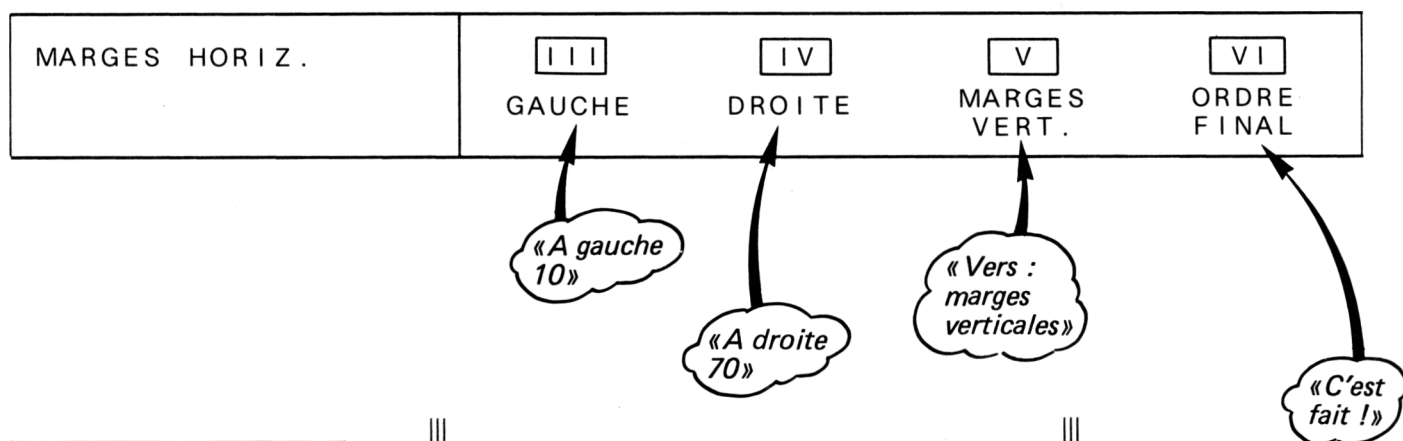 MARGES HORIZ.
III
GAUCHE
IV
DROITE
V
MARGES
VERT.
VI
ORDRE
FINAL
«A gauche
10»
«A droite
70»
«Vers :
marges
verticales»
«C'est
fait !»